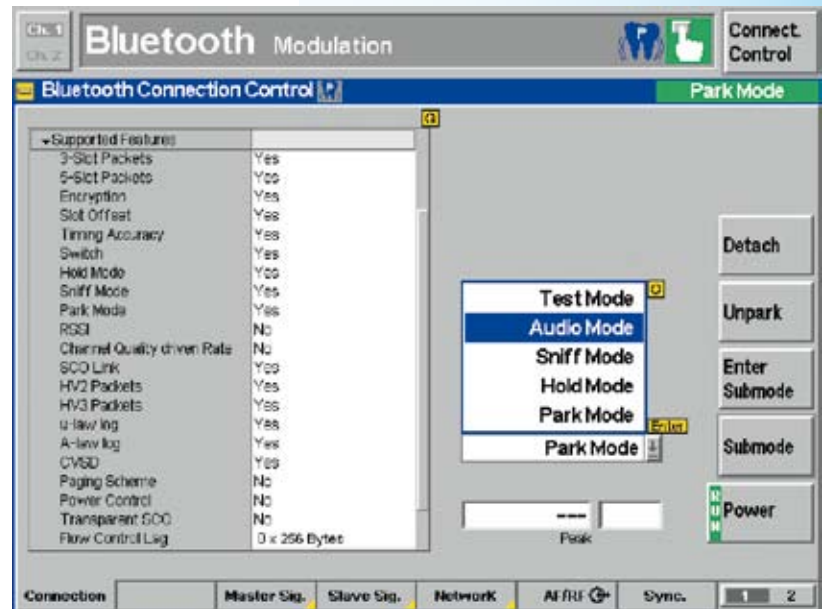 Ch. 1
Ch. 2
Bluetooth Modulation
Connect. Control
Bluetooth Connection Control
Park Mode
Supported Features
3-Slot Packets Yes
5-Slot Packets Yes
Encryption Yes
Slot Offset Yes
Timing Accuracy Yes
Switch Yes
Hold Mode Yes
Sniff Mode Yes
Park Mode Yes
RSSI No
Channel Quality driven Rate No
SCO Link Yes
HV2 Packets Yes
HV3 Packets Yes
u-law log Yes
A-law log Yes
CVSD Yes
Paging Scheme No
Power Control No
Transparent SCO No
Flow Control Lag 0 x 256 Bytes
Test Mode
Audio Mode
Sniff Mode
Hold Mode
Park Mode
Enter
Park Mode
---
Peak
Detach
Unpark
Enter
Submode
Submode
RUN
Power
Connection
Master Sig.
Slave Sig.
Network
AF/RF
Sync.
1 2